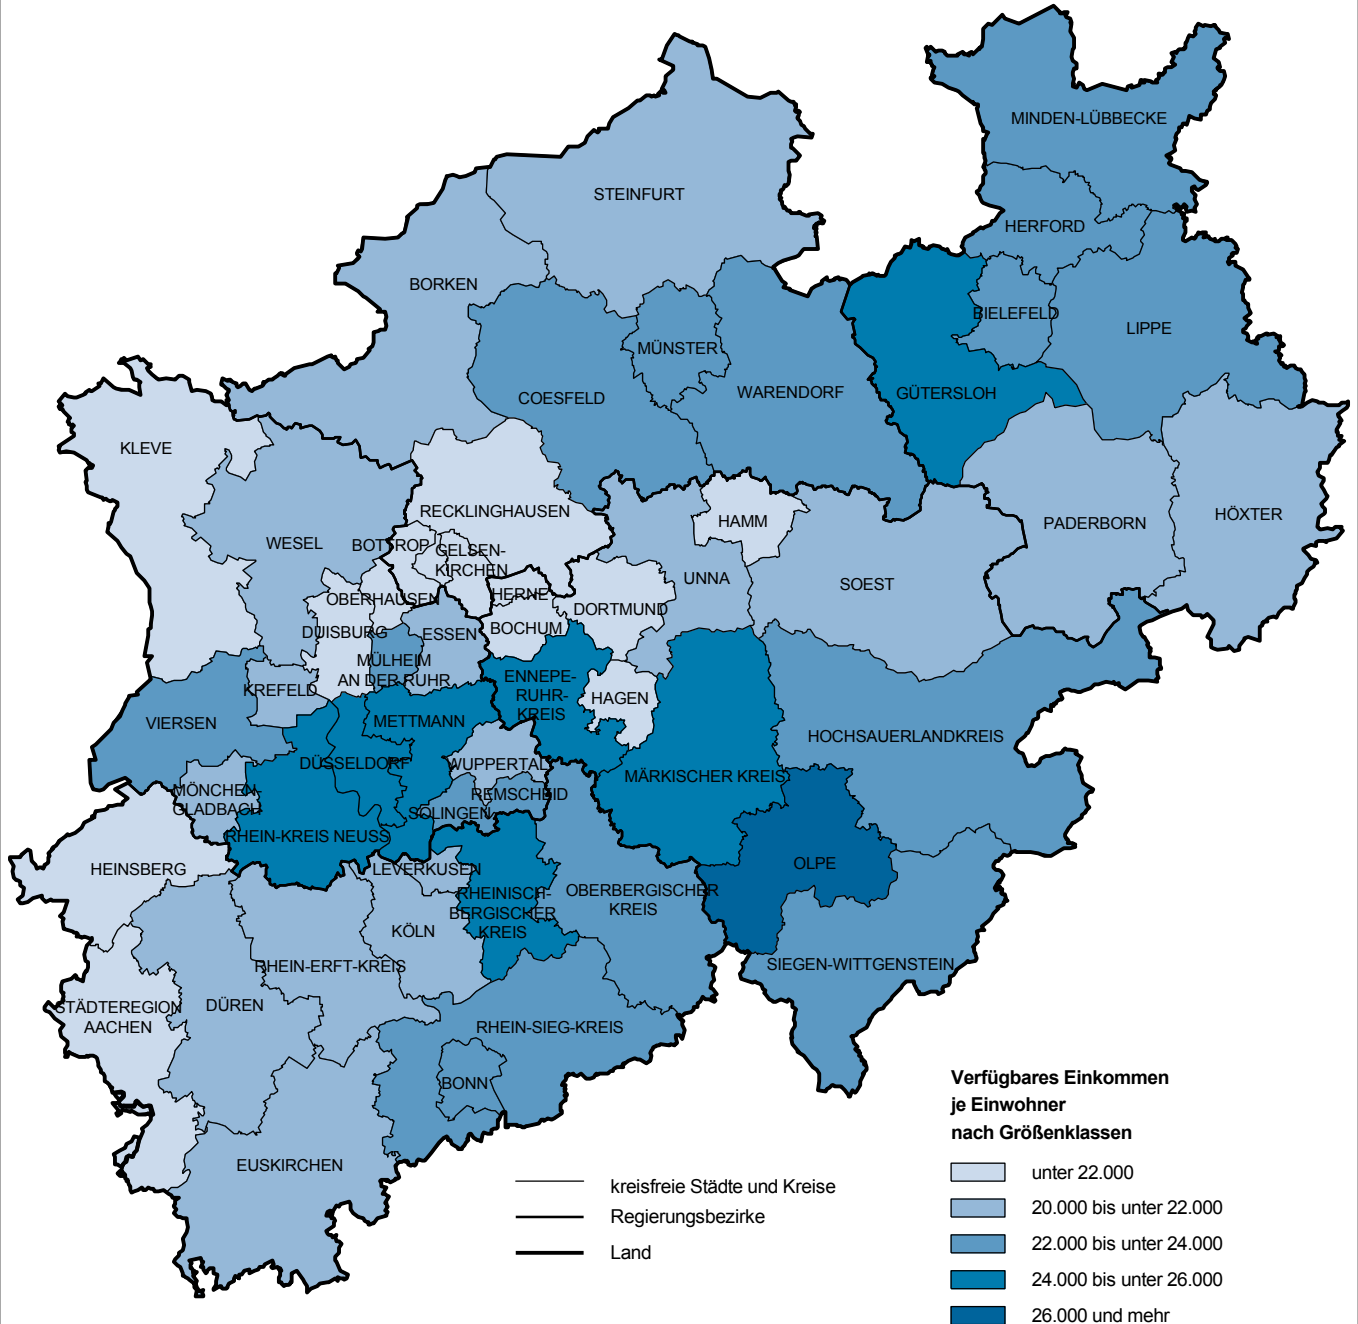 MINDEN-LÜBBECKE
STEINFURT
HERFORD
BORKEN
BIELEFELD
LIPPE
MÜNSTER
COESFELD
WARENDORF
GÜTERSLOH
KLEVE
RECKLINGHAUSEN
HAMM
PADERBORN
HÖXTER
WESEL
BOTTROP
GELSEN-
KIRCHEN
UNNA
SOEST
OBERHAUSEN
HERNE
DORTMUND
DUISBURG
ESSEN
BOCHUM
MÜLHEIM
AN DER RUHR
ENNEPE-
RUHR-
KREIS
KREFELD
HAGEN
VIERSEN
METTMANN
HOCHSAUERLANDKREIS
DÜSSELDORF
WUPPERTAL
MÄRKISCHER KREIS
MÖNCHEN-
GLADBACH
REMSCHEID
SOLINGEN
RHEIN-KREIS NEUSS
HEINSBERG
LEVERKUSEN
OLPE
RHEINISCH-
BERGISCHER
KREIS
OBERBERGISCHER
KREIS
KÖLN
RHEIN-ERFT-KREIS
SIEGEN-WITTGENSTEIN
STÄDTEREGION
AACHEN
DÜREN
RHEIN-SIEG-KREIS
BONN
EUSKIRCHEN
kreisfreie Städte und Kreise
Regierungsbezirke
Land
Verfügbares Einkommen
je Einwohner
nach Größenklassen
unter 22.000
20.000 bis unter 22.000
22.000 bis unter 24.000
24.000 bis unter 26.000
26.000 und mehr